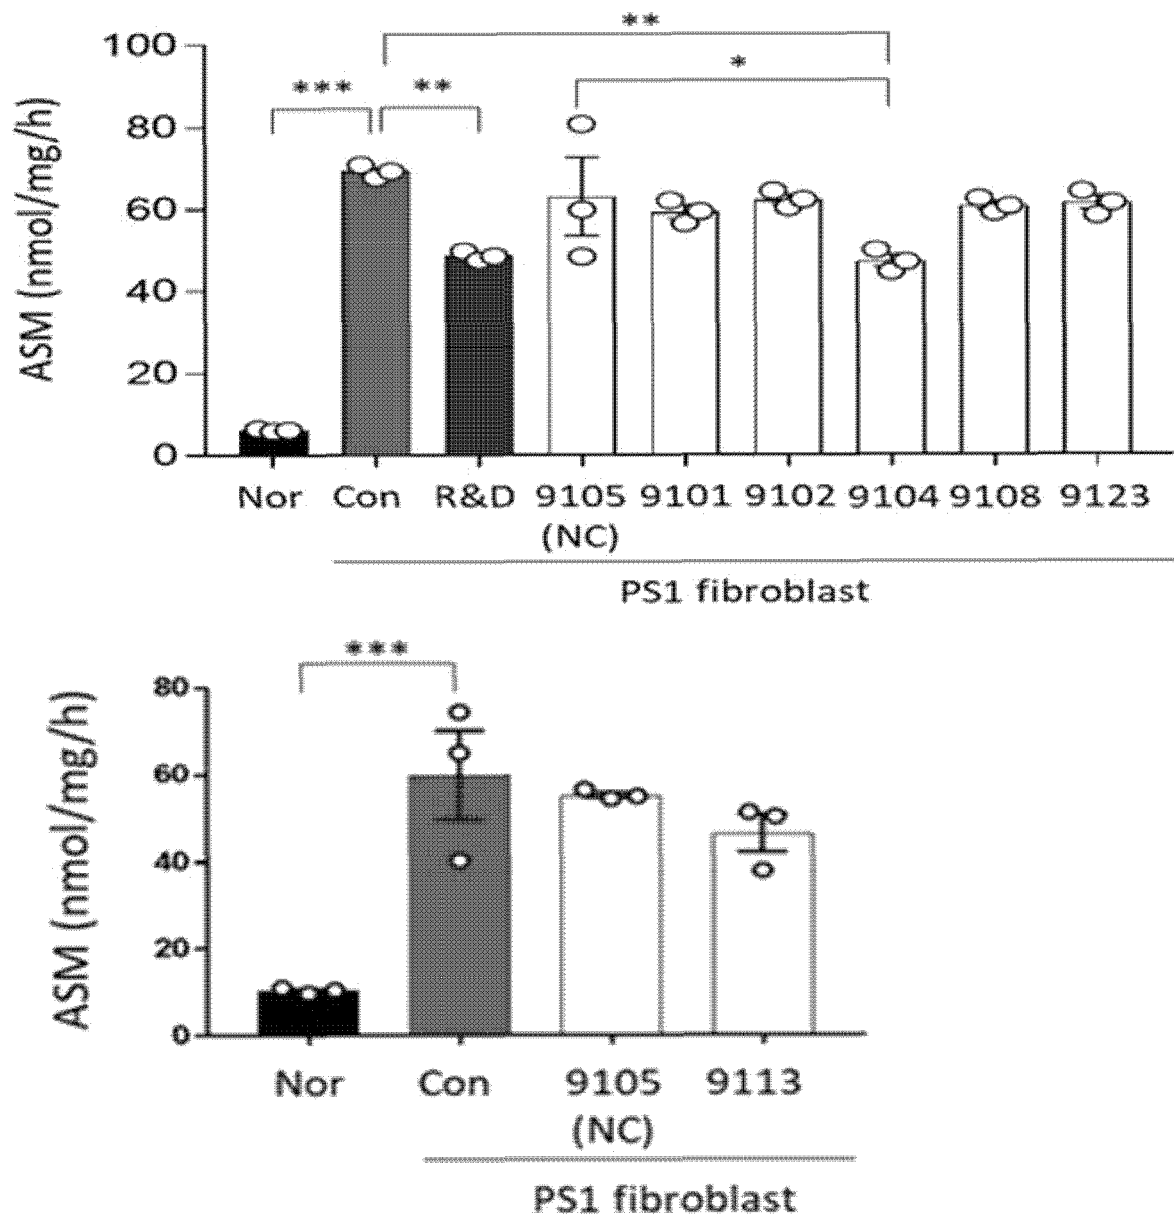 **
100
*
*** **
80
60
40
20
0
ASM (nmol/mg/h)
Nor Con R&D 9105 9101 9102 9104 9108 9123
(NC)
PS1 fibroblast
***
80
60
40
20
0
ASM (nmol/mg/h)
Nor Con 9105 9113
(NC)
PS1 fibroblast